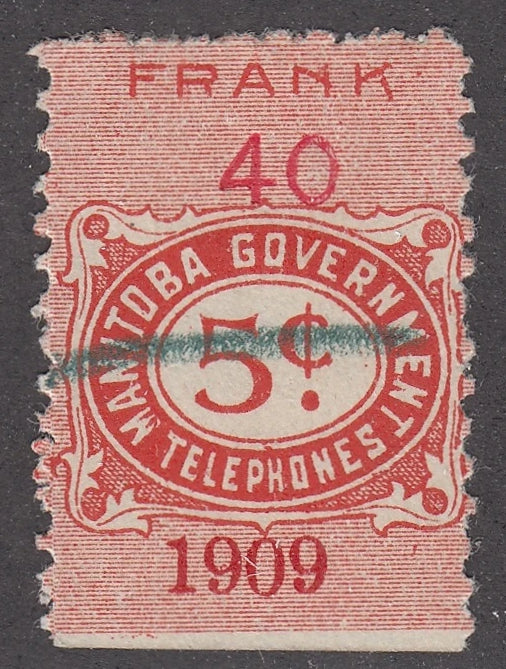 FRANK
40
MANITOBA GOVERNMENT
5¢
TELEPHONES
1909